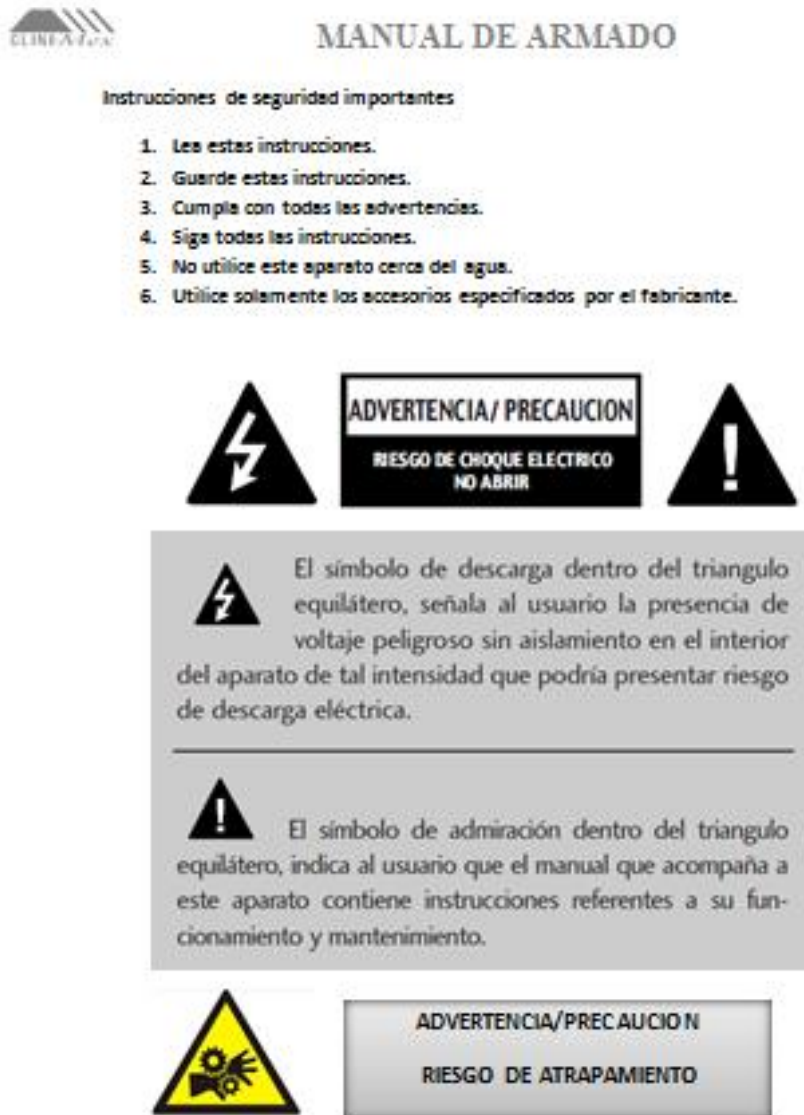 MANUAL DE ARMADO
Instrucciones de seguridad importantes
1. Lea estas instrucciones.
2. Guarde estas instrucciones.
3. Cumpla con todas las advertencias.
4. Siga todas las instrucciones.
5. No utilice este aparato cerca del agua.
6. Utilice solamente los accesorios especificados por el fabricante.
ADVERTENCIA/ PRECAUCION
RIESGO DE CHOQUE ELECTRICO
NO ABRIR
El símbolo de descarga dentro del triangulo
equilátero, señala al usuario la presencia de
voltaje peligroso sin aislamiento en el interior
del aparato de tal intensidad que podría presentar riesgo
de descarga eléctrica.
El símbolo de admiración dentro del triangulo
equilátero, indica al usuario que el manual que acompaña a
este aparato contiene instrucciones referentes a su fun-
cionamiento y mantenimiento.
ADVERTENCIA/PRECAUCION
RIESGO DE ATRAPAMIENTO